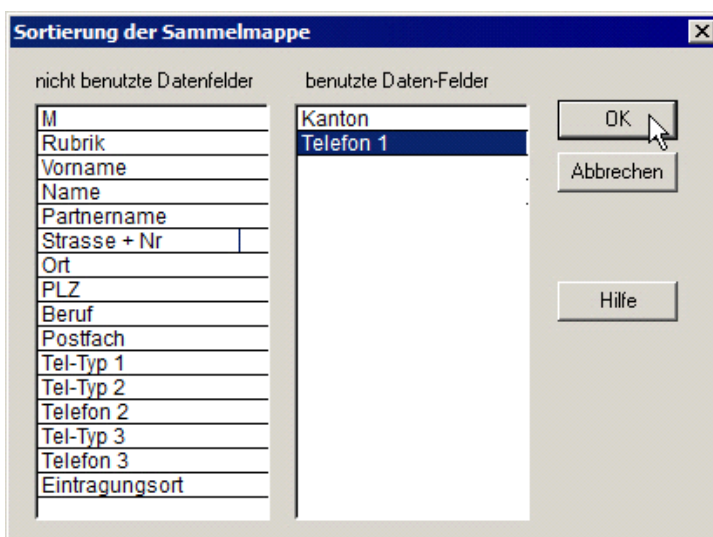 Sortierung der Sammelmappe
nicht benutzte Datenfelder
M
Rubrik
Vorname
Name
Partnername
Strasse + Nr
Ort
PLZ
Beruf
Postfach
Tel-Typ 1
Tel-Typ 2
Telefon 2
Tel-Typ 3
Telefon 3
Eintragungsort
benutzte Daten-Felder
Kanton
Telefon 1
OK
Abbrechen
Hilfe